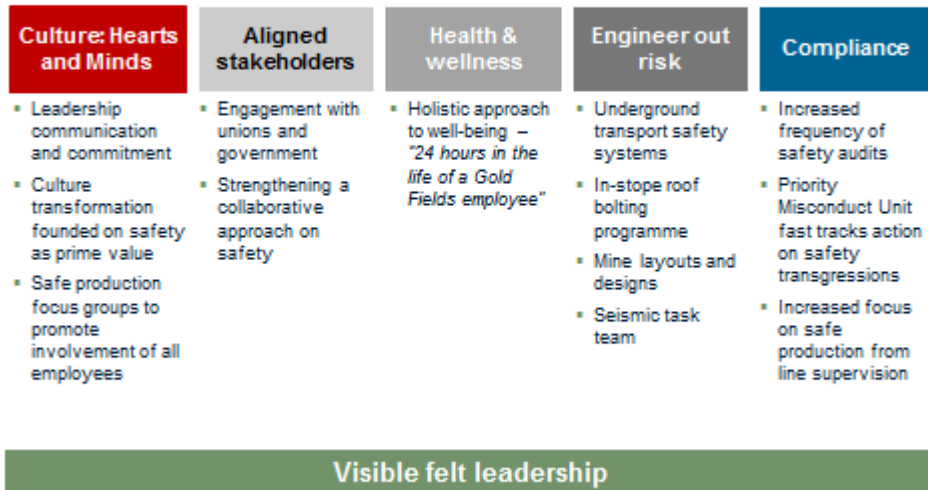 Culture: Hearts
and Minds
▪ Leadership
communication
and commitment
▪ Culture
transformation
founded on safety
as prime value
▪ Safe production
focus groups to
promote
involvement of all
employees
Aligned
stakeholders
▪ Engagement with
unions and
government
▪ Strengthening a
collaborative
approach on
safety
Health &
wellness
▪ Holistic approach
to well-being –
"24 hours in the
life of a Gold
Fields employee"
Engineer out
risk
▪ Underground
transport safety
systems
▪ In-stope roof
bolting
programme
▪ Mine layouts and
designs
▪ Seismic task
team
Compliance
▪ Increased
frequency of
safety audits
▪ Priority
Misconduct Unit
fast tracks action
on safety
transgressions
▪ Increased focus
on safe
production from
line supervision
Visible felt leadership